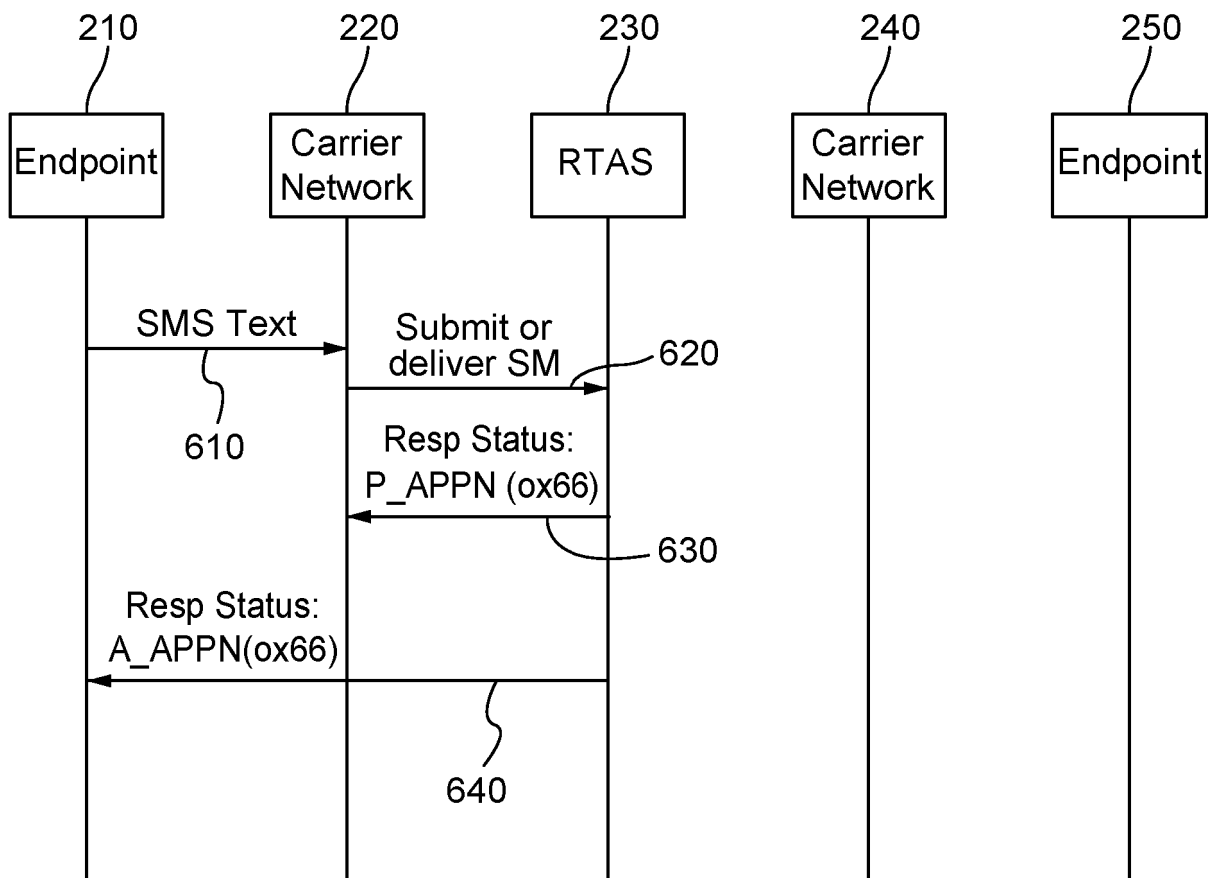 210
220
230
240
250
Endpoint
Carrier
Network
RTAS
Carrier
Network
Endpoint
SMS Text
610
Submit or
deliver SM
620
Resp Status:
P_APPN (ox66)
630
Resp Status:
A_APPN(ox66)
640